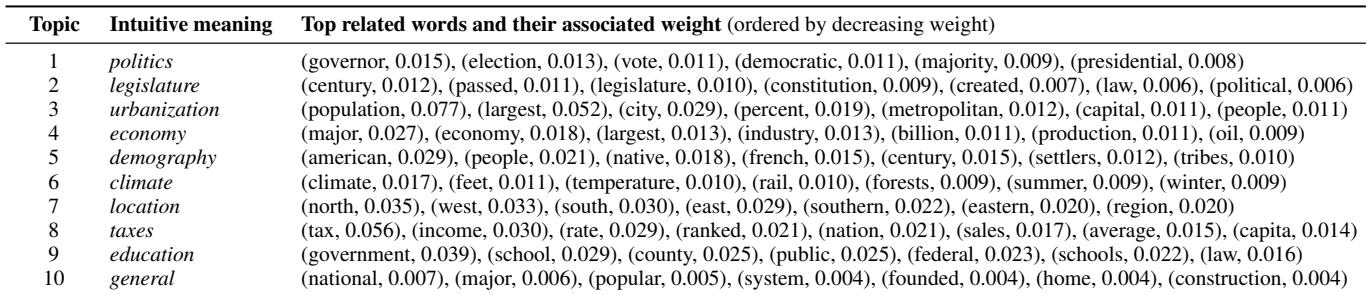 Topic Intuitive meaning Top related words and their associated weight (ordered by decreasing weight)
1 politics (governor, 0.015), (election, 0.013), (vote, 0.011), (democratic, 0.011), (majority, 0.009), (presidential, 0.008)
2 legislature (century, 0.012), (passed, 0.011), (legislature, 0.010), (constitution, 0.009), (created, 0.007), (law, 0.006), (political, 0.006)
3 urbanization (population, 0.077), (largest, 0.052), (city, 0.029), (percent, 0.019), (metropolitan, 0.012), (capital, 0.011), (people, 0.011)
4 economy (major, 0.027), (economy, 0.018), (largest, 0.013), (industry, 0.013), (billion, 0.011), (production, 0.011), (oil, 0.009)
5 demography (american, 0.029), (people, 0.021), (native, 0.018), (french, 0.015), (century, 0.015), (settlers, 0.012), (tribes, 0.010)
6 climate (climate, 0.017), (feet, 0.011), (temperature, 0.010), (rail, 0.010), (forests, 0.009), (summer, 0.009), (winter, 0.009)
7 location (north, 0.035), (west, 0.033), (south, 0.030), (east, 0.029), (southern, 0.022), (eastern, 0.020), (region, 0.020)
8 taxes (tax, 0.056), (income, 0.030), (rate, 0.029), (ranked, 0.021), (nation, 0.021), (sales, 0.017), (average, 0.015), (capita, 0.014)
9 education (government, 0.039), (school, 0.029), (county, 0.025), (public, 0.025), (federal, 0.023), (schools, 0.022), (law, 0.016)
10 general (national, 0.007), (major, 0.006), (popular, 0.005), (system, 0.004), (founded, 0.004), (home, 0.004), (construction, 0.004)